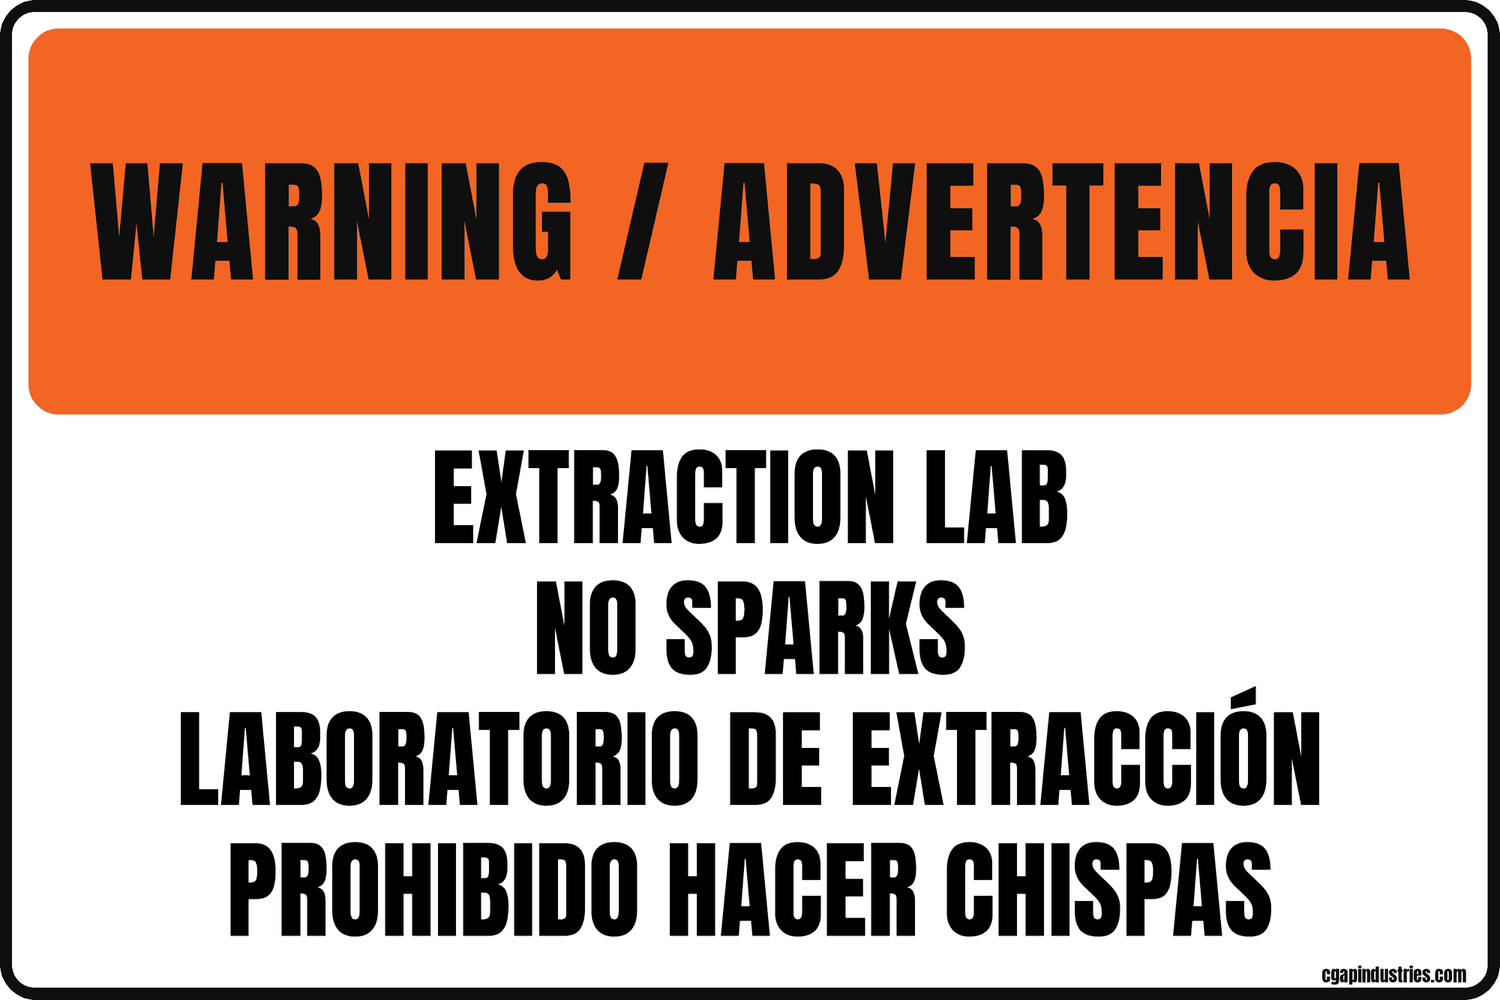 WARNING / ADVERTENCIA
EXTRACTION LAB
NO SPARKS
LABORATORIO DE EXTRACCIÓN
PROHIBIDO HACER CHISPAS
cgapindustries.com